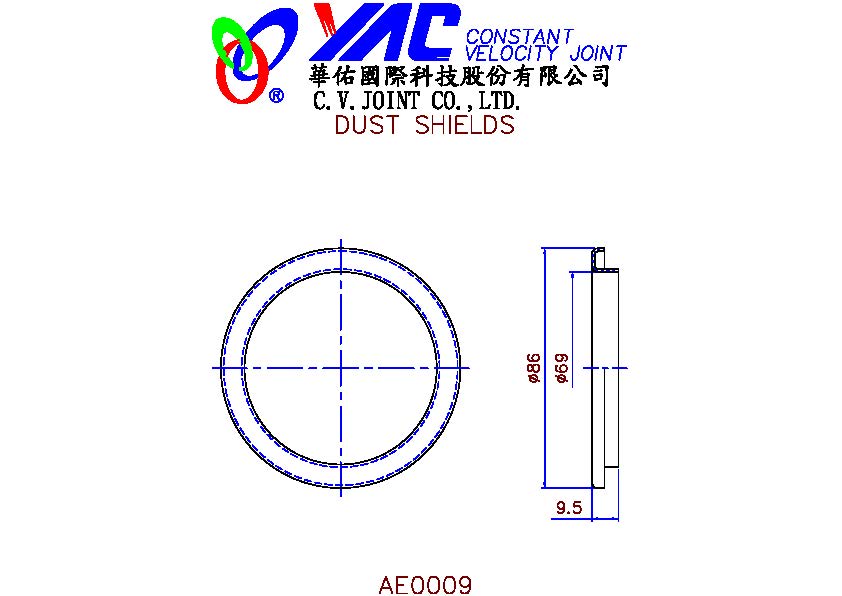 YAC CONSTANT
VELOCITY JOINT
華佑國際科技股份有限公司
®
C.V.JOINT CO.,LTD.
DUST SHIELDS
ø86
ø69
9.5
AE0009